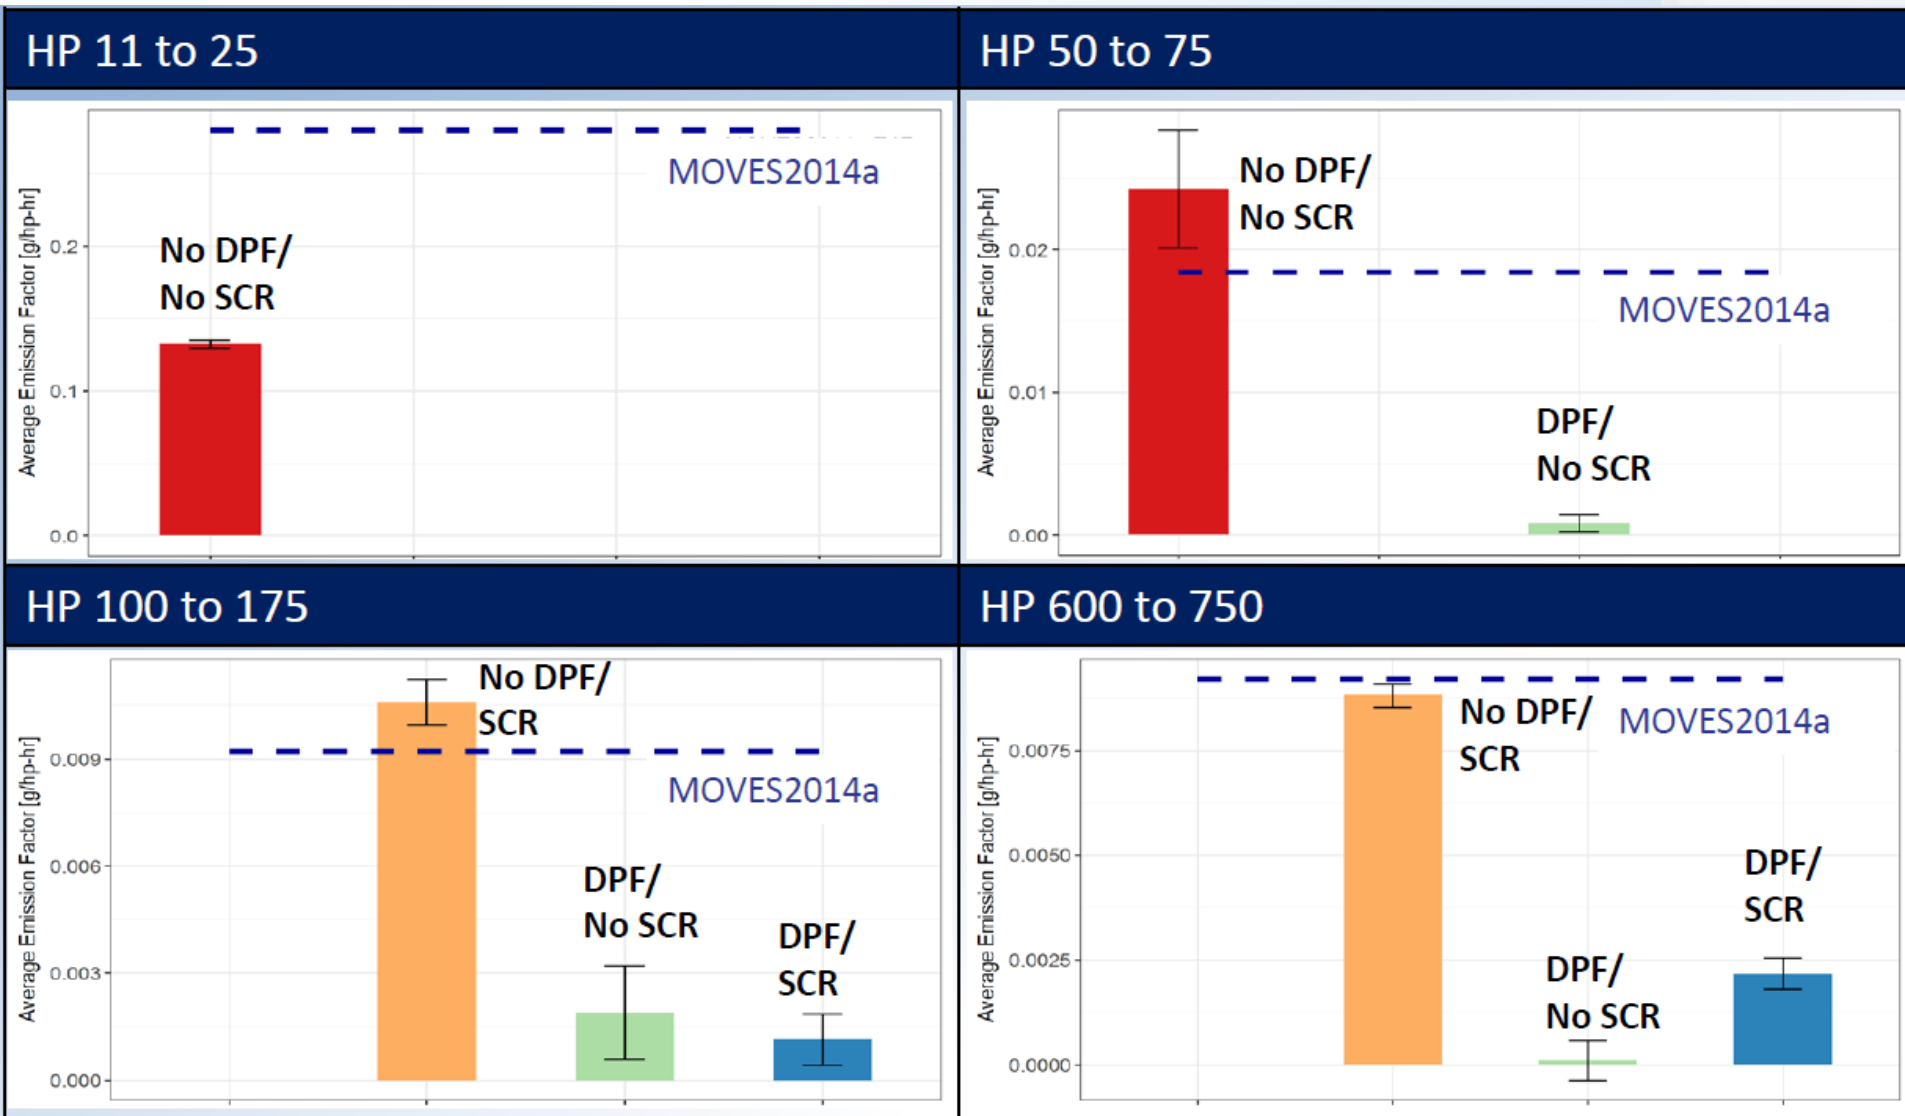 HP 11 to 25
Average Emission Factor [g/hp-hr]
0.2
0.1
0.0
No DPF/
No SCR
MOVES2014a
HP 50 to 75
Average Emission Factor [g/hp-hr]
0.02
0.01
0.00
No DPF/
No SCR
MOVES2014a
DPF/
No SCR
HP 100 to 175
Average Emission Factor [g/hp-hr]
0.009
0.006
0.003
0.000
No DPF/
SCR
MOVES2014a
DPF/
No SCR
DPF/
SCR
HP 600 to 750
Average Emission Factor [g/hp-hr]
0.0075
0.0050
0.0025
0.0000
No DPF/
SCR
MOVES2014a
DPF/
No SCR
DPF/
SCR